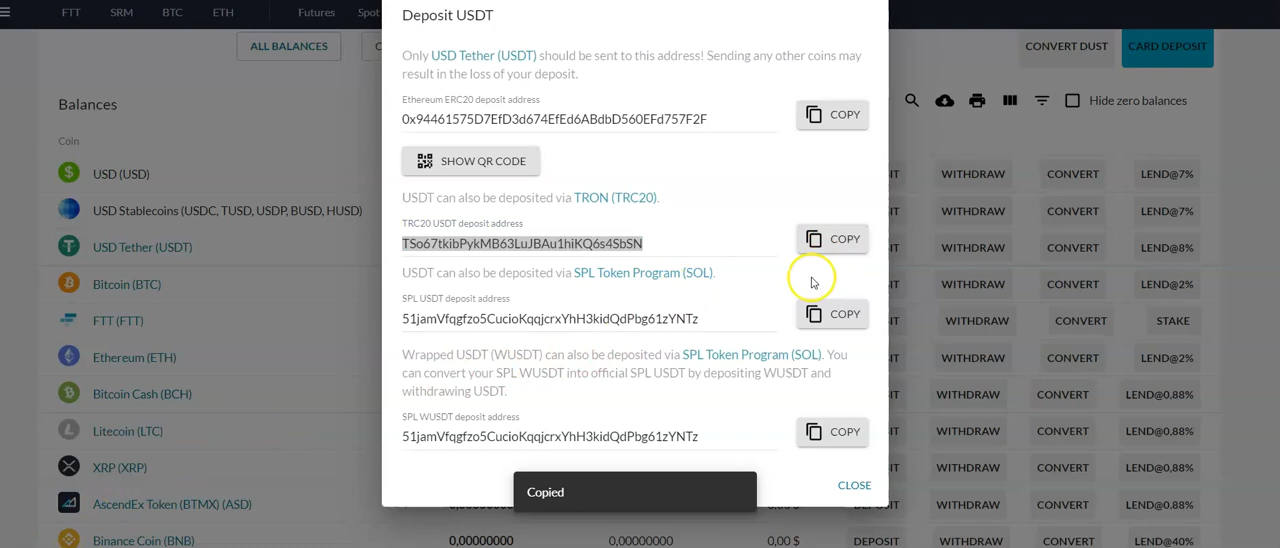 FTT SRM BTC ETH Futures Spot
Deposit USDT
ALL BALANCES
CONVERT DUST CARD DEPOSIT
Only USD Tether (USDT) should be sent to this address! Sending any other coins may
result in the loss of your deposit.
Balances
Hide zero balances
Ethereum ERC20 deposit address
0x94461575D7EfD3d674EfEd6ABdbD560EFd757F2F
COPY
Coin
SHOW QR CODE
USD (USD)
WITHDRAW CONVERT LEND@7%
USDT can also be deposited via TRON (TRC20).
USD Stablecoins (USDC, TUSD, USDP, BUSD, HUSD)
WITHDRAW CONVERT LEND@7%
TRC20 USDT deposit address
TSo67tkibPykMB63LuJBAu1hiKQ6s4SbSN
COPY
USD Tether (USDT)
WITHDRAW CONVERT LEND@8%
USDT can also be deposited via SPL Token Program (SOL).
Bitcoin (BTC)
WITHDRAW CONVERT LEND@2%
SPL USDT deposit address
51jamVfqgfzo5CucioKqqjcrxYhH3kidQdPbg61zYNTz
COPY
FTT (FTT)
WITHDRAW CONVERT STAKE
Wrapped USDT (WUSDT) can also be deposited via SPL Token Program (SOL). You
can convert your SPL WUSDT into official SPL USDT by depositing WUSDT and
withdrawing USDT.
Ethereum (ETH)
WITHDRAW CONVERT LEND@2%
Bitcoin Cash (BCH)
WITHDRAW CONVERT LEND@0,88%
SPL WUSDT deposit address
51jamVfqgfzo5CucioKqqjcrxYhH3kidQdPbg61zYNTz
COPY
Litecoin (LTC)
WITHDRAW CONVERT LEND@0,88%
XRP (XRP)
WITHDRAW CONVERT LEND@0,88%
Copied
CLOSE
AscendEx Token (BTMX) (ASD)
DEPOSIT WITHDRAW CONVERT LEND@0,88%
Binance Coin (BNB)
0,00000000 0,00000000 0,00 $ DEPOSIT WITHDRAW CONVERT LEND@40%